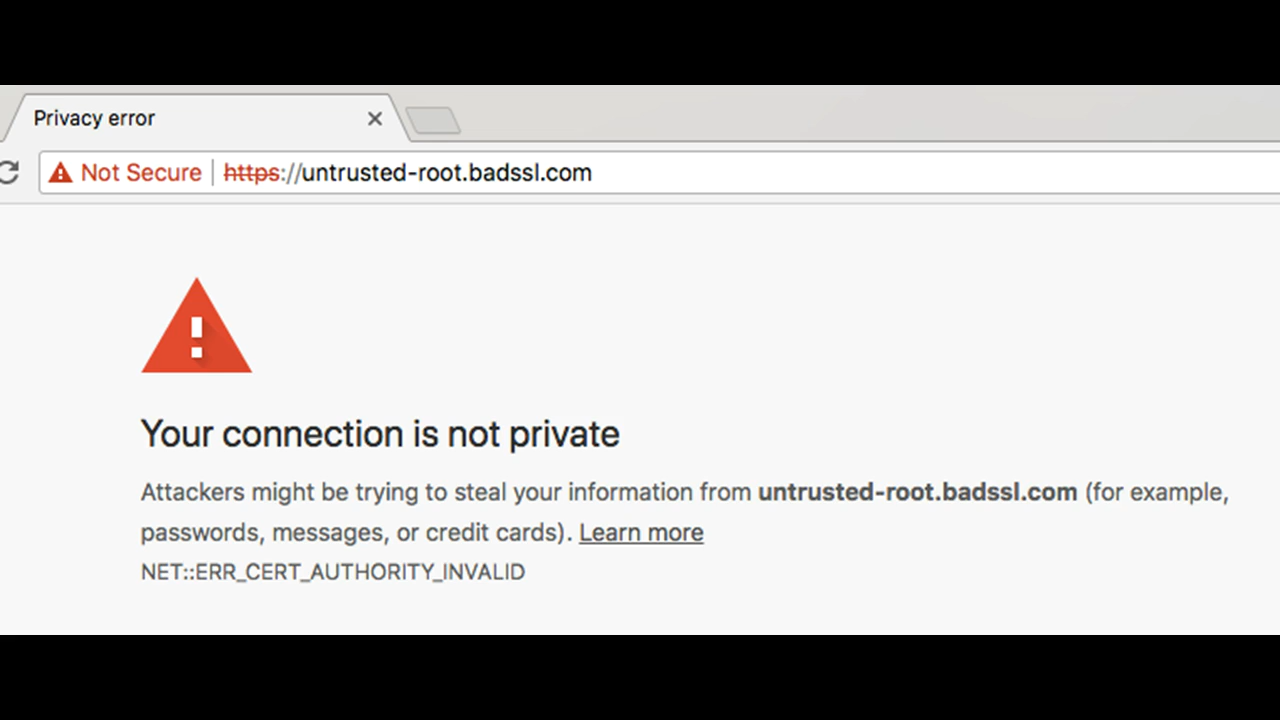 Privacy error
Not Secure | https://untrusted-root.badssl.com
Your connection is not private
Attackers might be trying to steal your information from untrusted-root.badssl.com (for example,
passwords, messages, or credit cards). Learn more
NET::ERR_CERT_AUTHORITY_INVALID